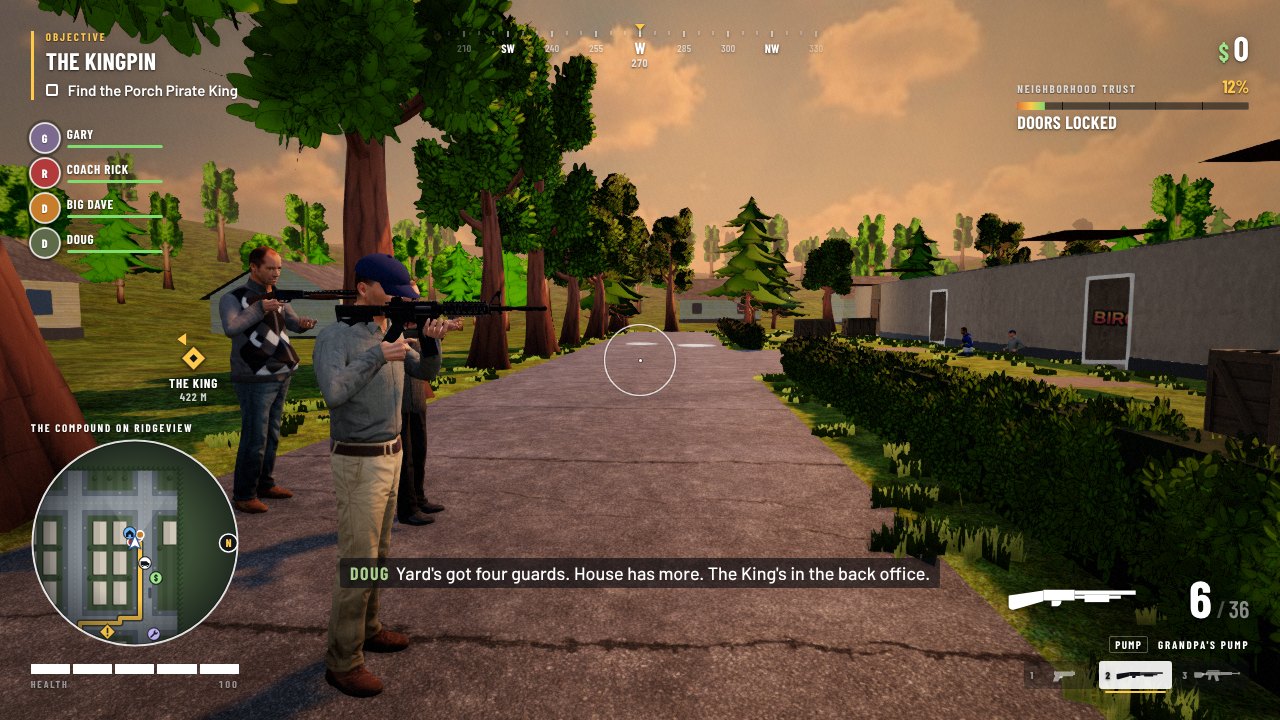 OBJECTIVE
THE KINGPIN
Find the Porch Pirate King
G GARY
R COACH RICK
D BIG DAVE
D DOUG
210 SW 240 255 W 285 300 NW 330
270
$0
NEIGHBORHOOD TRUST 12%
DOORS LOCKED
THE KING
422 M
THE COMPOUND ON RIDGEVIEW
N
$
!
HEALTH 100
DOUG Yard's got four guards. House has more. The King's in the back office.
6 / 36
PUMP GRANDPA'S PUMP
1 2 3